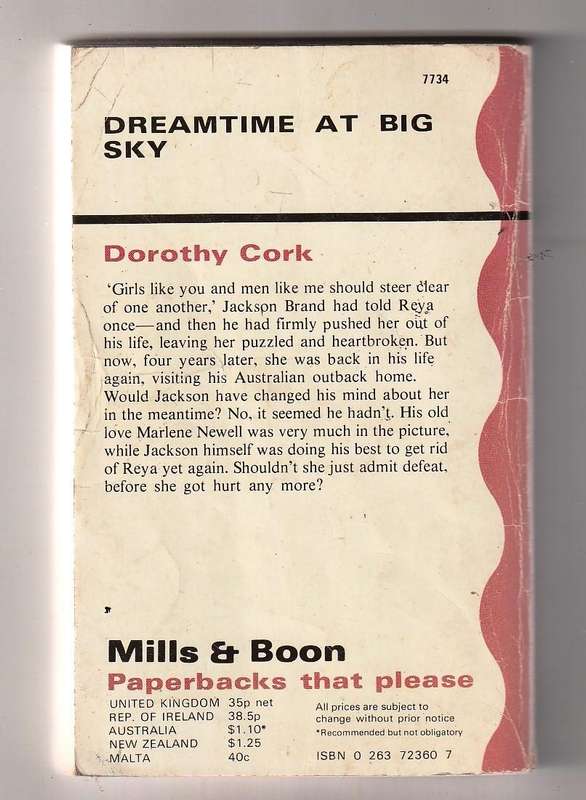 7734
DREAMTIME AT BIG
SKY
Dorothy Cork
'Girls like you and men like me should steer clear
of one another,' Jackson Brand had told Reya
once—and then he had firmly pushed her out of
his life, leaving her puzzled and heartbroken. But
now, four years later, she was back in his life
again, visiting his Australian outback home.
Would Jackson have changed his mind about her
in the meantime? No, it seemed he hadn't. His old
love Marlene Newell was very much in the picture,
while Jackson himself was doing his best to get rid
of Reya yet again. Shouldn't she just admit defeat,
before she got hurt any more?
Mills & Boon
Paperbacks that please
UNITED KINGDOM 35p net
REP. OF IRELAND 38.5p
AUSTRALIA $1.10*
NEW ZEALAND $1.25
MALTA 40c
All prices are subject to
change without prior notice
*Recommended but not obligatory
ISBN 0 263 72360 7